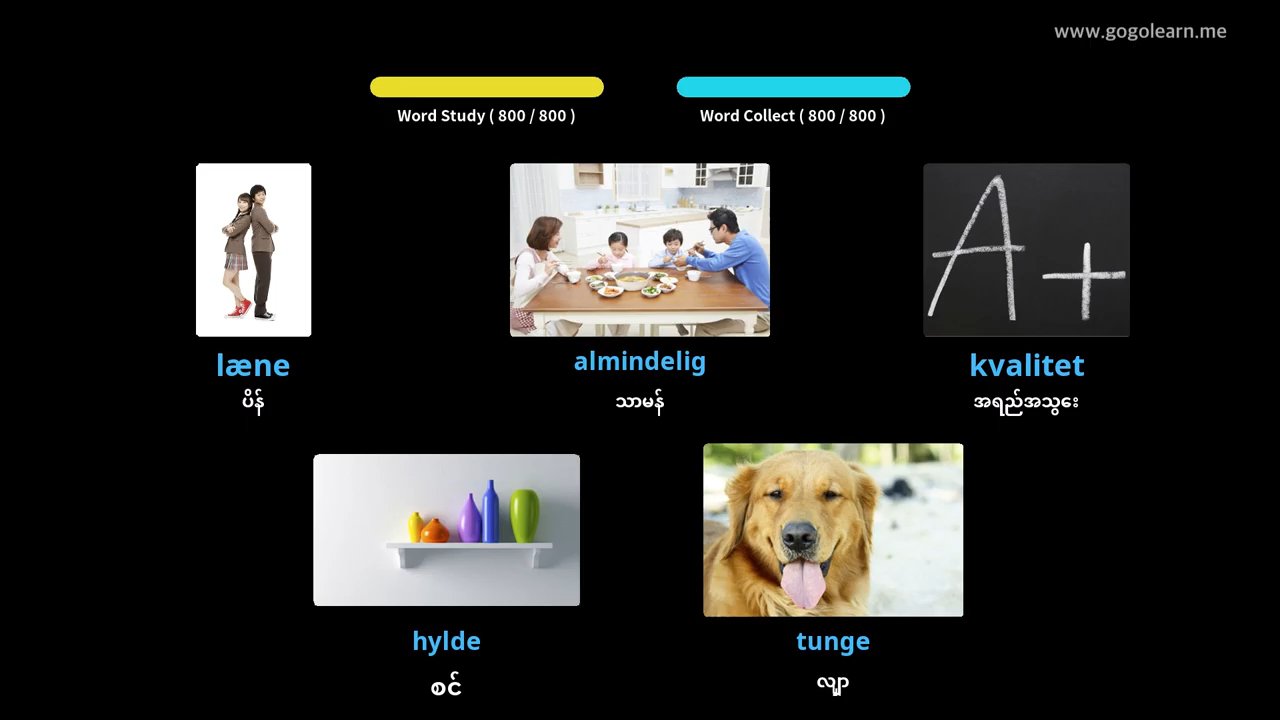 www.gogolearn.me
Word Study ( 800 / 800 )
Word Collect ( 800 / 800 )
læne
almindelig
kvalitet
ပိန်
သာမန်
အရည်အသွေး
hylde
tunge
စင်
လျှာ